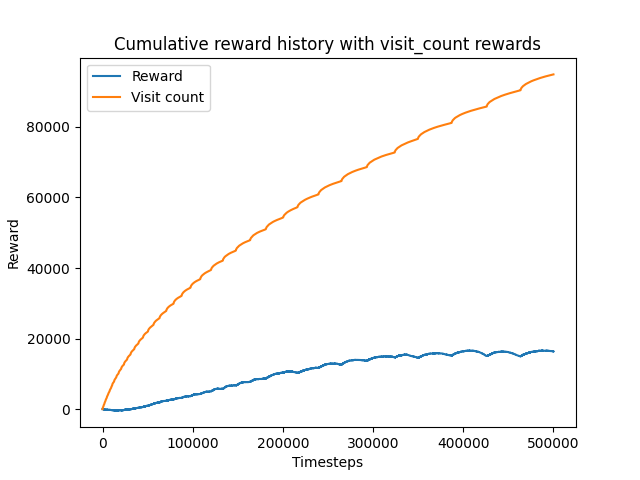 Cumulative reward history with visit_count rewards
Reward
Visit count
80000
60000
40000
20000
0
Reward
0 100000 200000 300000 400000 500000
Timesteps